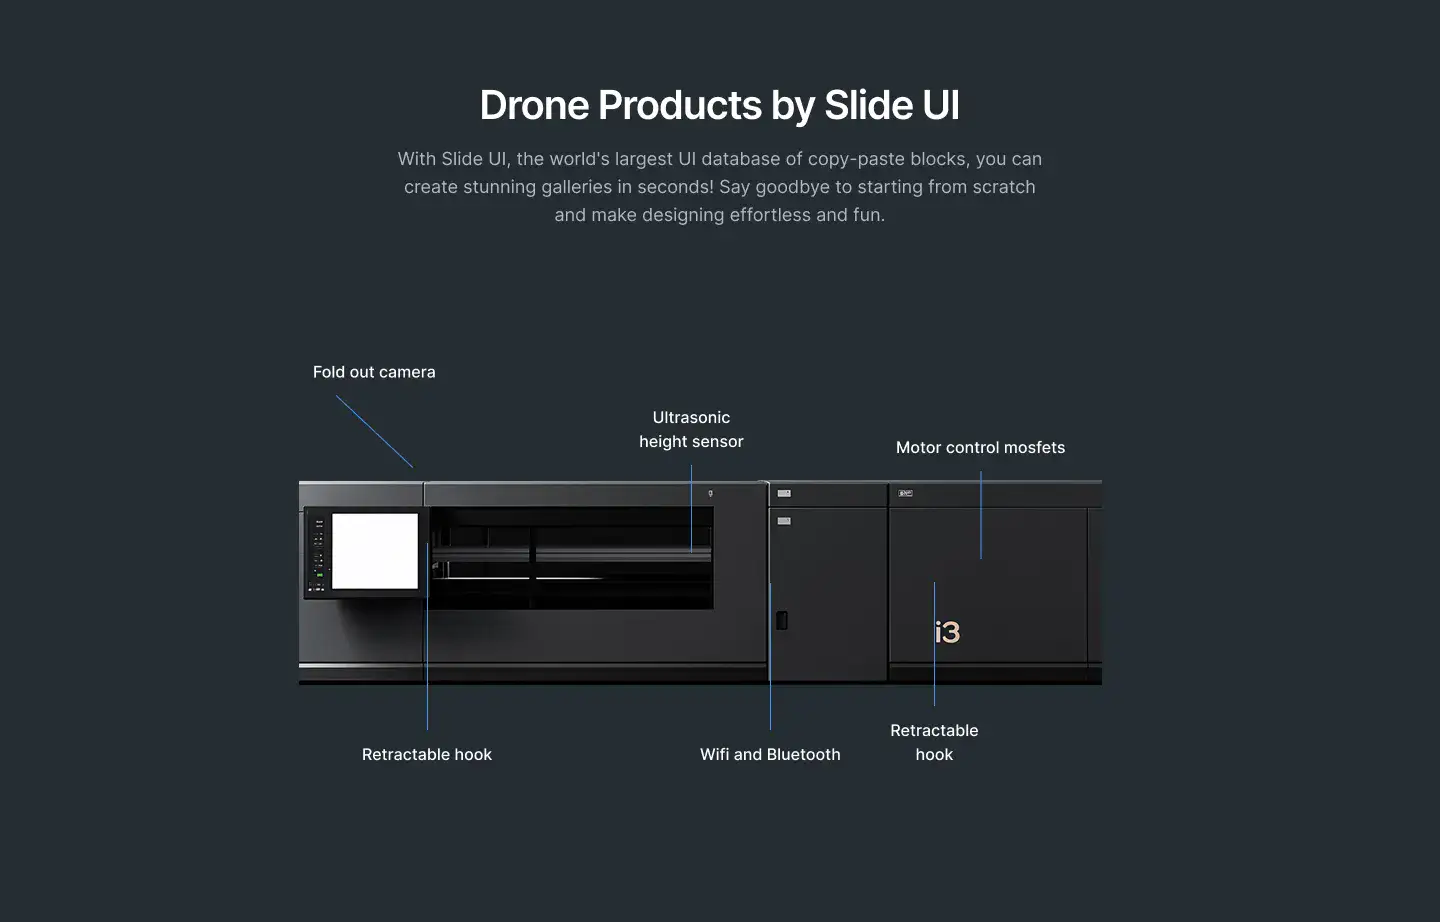 Drone Products by Slide UI
With Slide UI, the world's largest UI database of copy-paste blocks, you can
create stunning galleries in seconds! Say goodbye to starting from scratch
and make designing effortless and fun.
Fold out camera
Ultrasonic
height sensor
Motor control mosfets
i3
Retractable hook
Wifi and Bluetooth
Retractable
hook